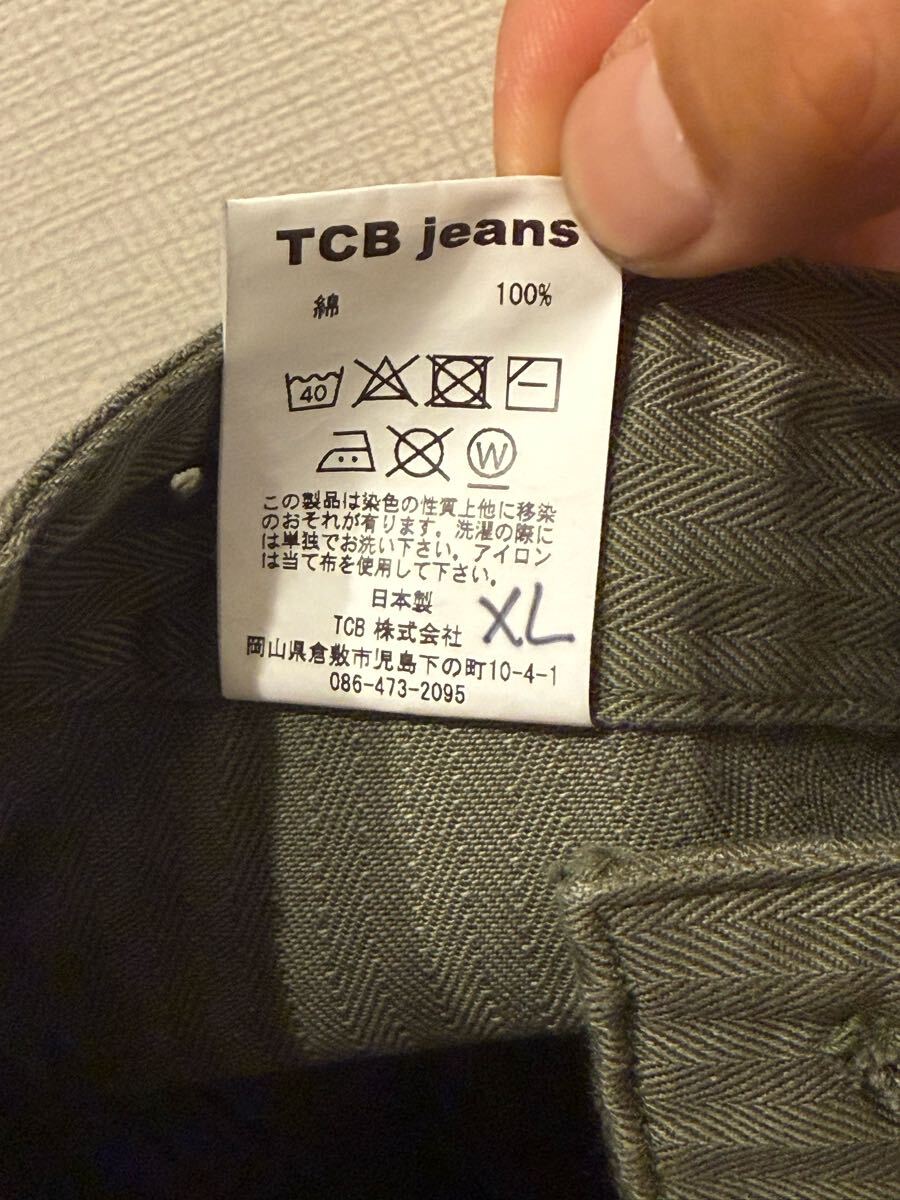 TCB jeans
綿 100%
40
W
この製品は染色の性質上他に移染
のおそれが有ります。洗濯の際に
は単独でお洗い下さい。アイロン
は当て布を使用して下さい。
日本製
TCB 株式会社 XL
岡山県倉敷市児島下の町10-4-1
086-473-2095